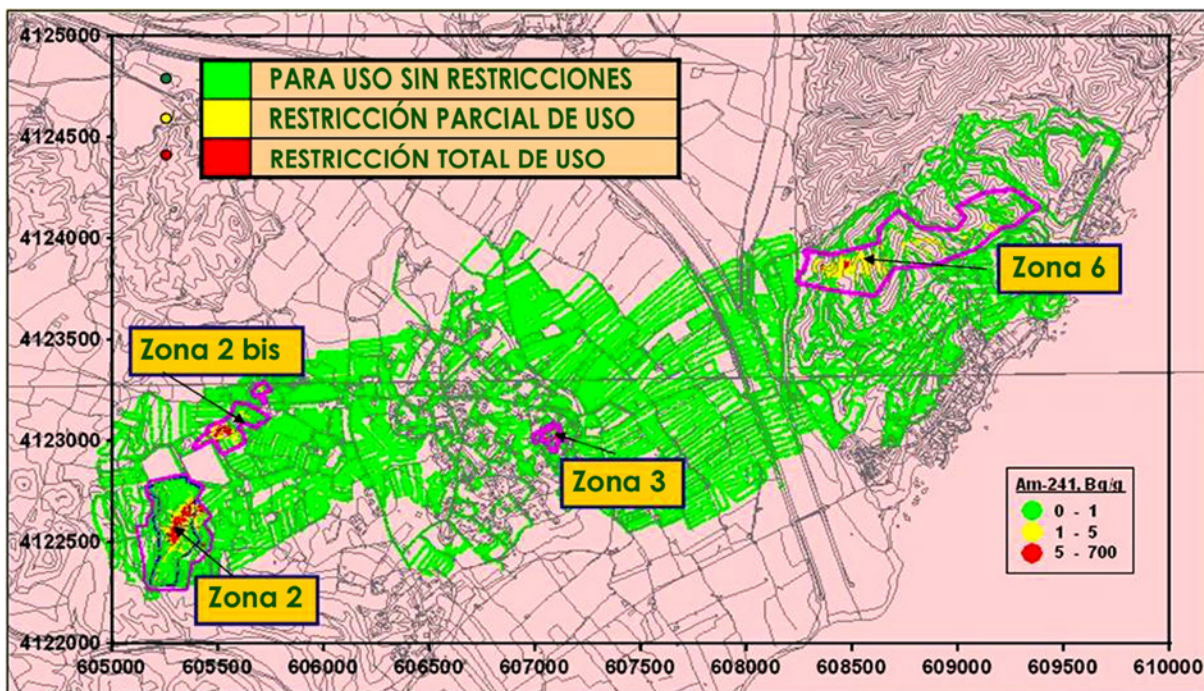 4125000
4124500
4124000
4123500
4123000
4122500
4122000
PARA USO SIN RESTRICCIONES
RESTRICCIÓN PARCIAL DE USO
RESTRICCIÓN TOTAL DE USO
Zona 6
Zona 2 bis
Zona 3
Zona 2
Am-241, Bq/g
0 - 1
1 - 5
5 - 700
605000 605500 606000 606500 607000 607500 608000 608500 609000 609500 610000